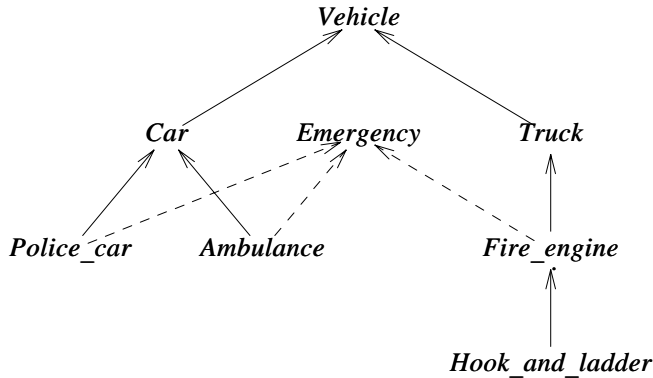 Vehicle
Car Emergency Truck
Police_car Ambulance Fire_engine
Hook_and_ladder